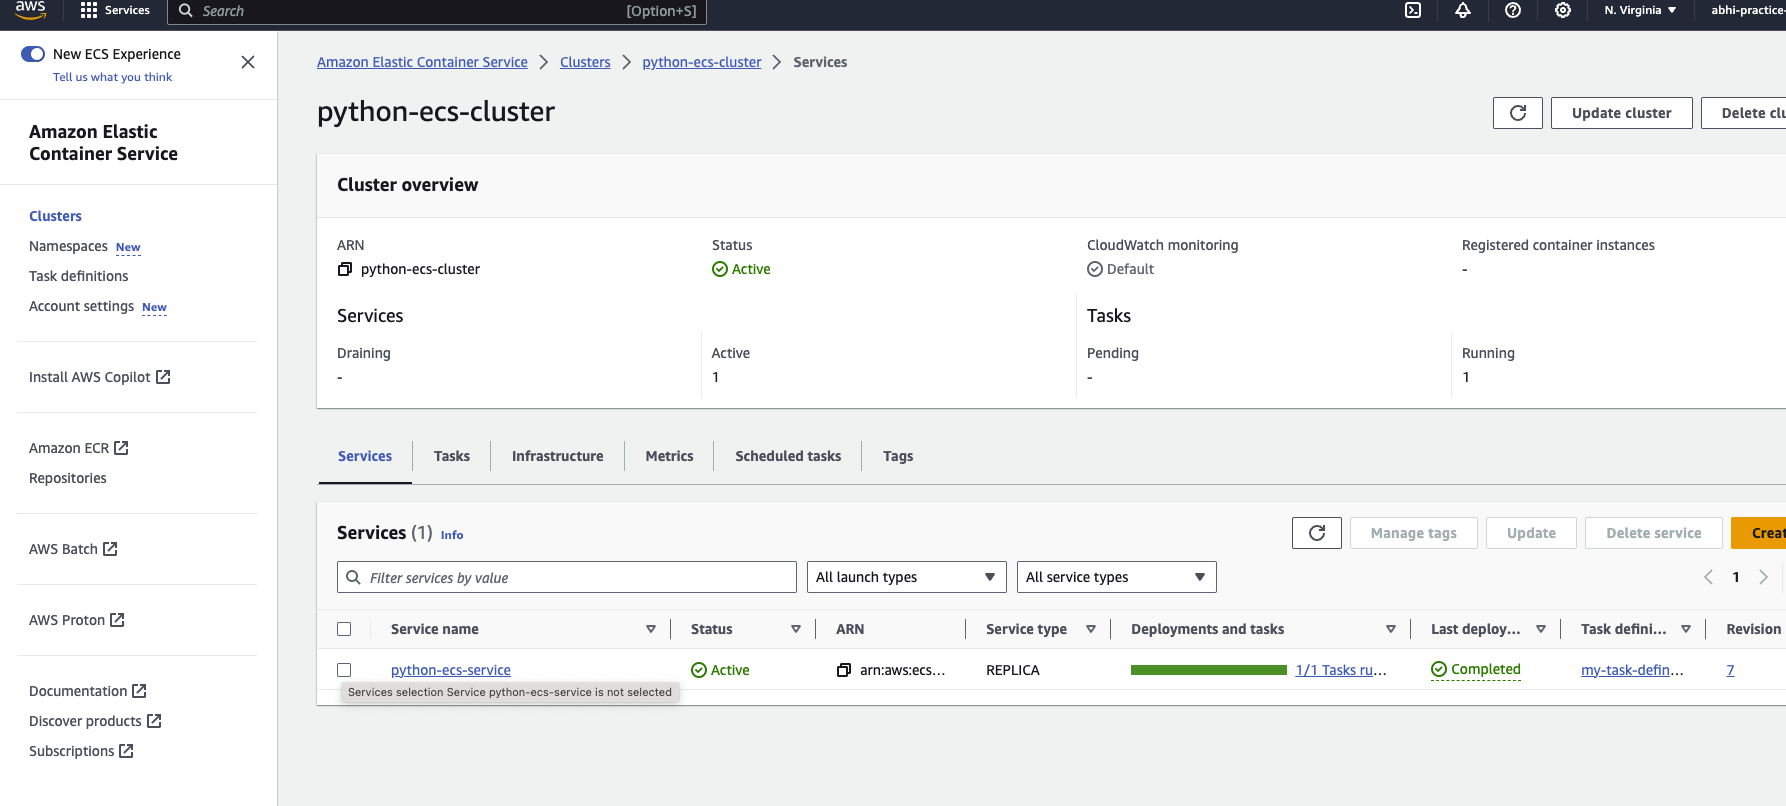 aws
Services
Search
[Option+S]
N. Virginia
abhi-practice-
New ECS Experience
Tell us what you think
Amazon Elastic
Container Service
Clusters
Namespaces New
Task definitions
Account settings New
Install AWS Copilot
Amazon ECR
Repositories
AWS Batch
AWS Proton
Documentation
Discover products
Subscriptions
Amazon Elastic Container Service > Clusters > python-ecs-cluster > Services
python-ecs-cluster
Update cluster
Delete clu
Cluster overview
ARN
python-ecs-cluster
Status
Active
CloudWatch monitoring
Default
Registered container instances
-
Services
Draining
-
Active
1
Tasks
Pending
-
Running
1
Services Tasks Infrastructure Metrics Scheduled tasks Tags
Services (1) Info
Manage tags
Update
Delete service
Creat
Filter services by value
All launch types
All service types
1
Service name Status ARN Service type Deployments and tasks Last deploy... Task defini... Revision
python-ecs-service Active arn:aws:ecs... REPLICA 1/1 Tasks ru... Completed my-task-defin... 7
Services selection Service python-ecs-service is not selected